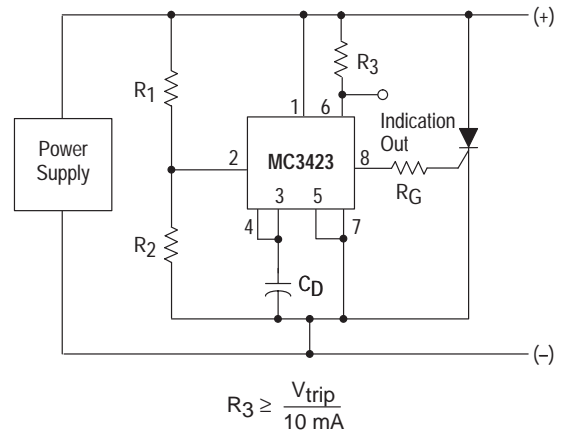 (+)
R3
R1
1
6
Indication
Out
Power
Supply
2
MC3423
8
RG
3
5
4
7
R2
CD
(–)
R3 ≥ Vtrip / 10 mA